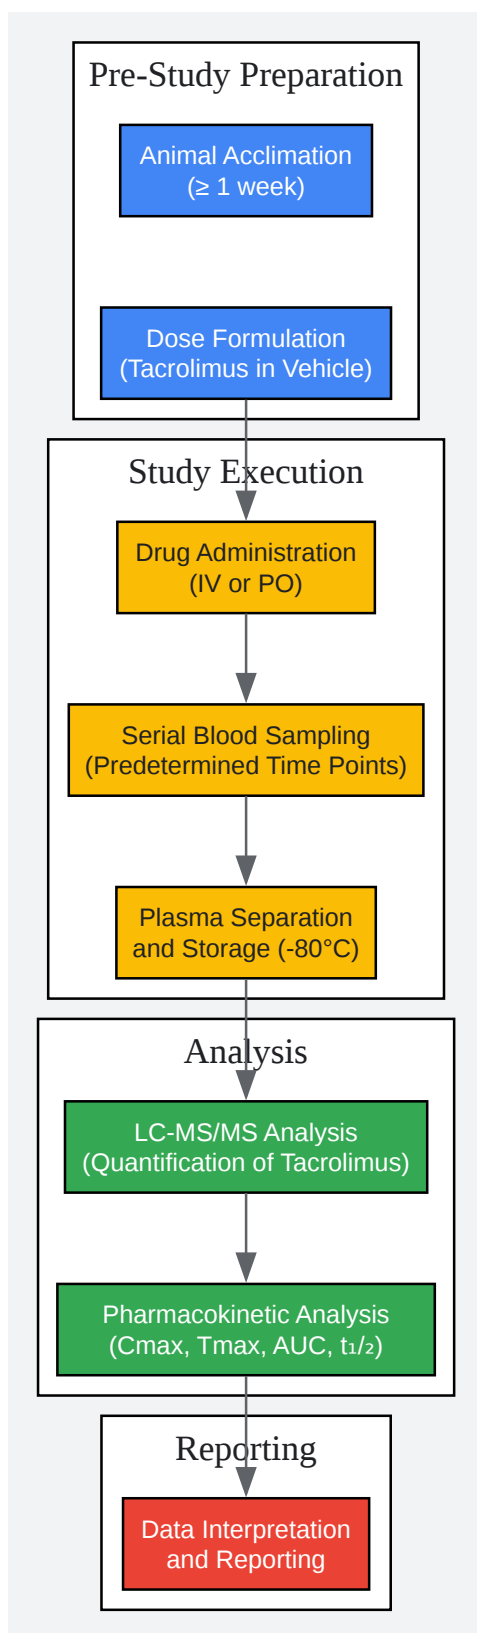 Pre-Study Preparation
Animal Acclimation
(≥ 1 week)
Dose Formulation
(Tacrolimus in Vehicle)
Study Execution
Drug Administration
(IV or PO)
Serial Blood Sampling
(Predetermined Time Points)
Plasma Separation
and Storage (-80°C)
Analysis
LC-MS/MS Analysis
(Quantification of Tacrolimus)
Pharmacokinetic Analysis
(Cmax, Tmax, AUC, t₁/₂)
Reporting
Data Interpretation
and Reporting